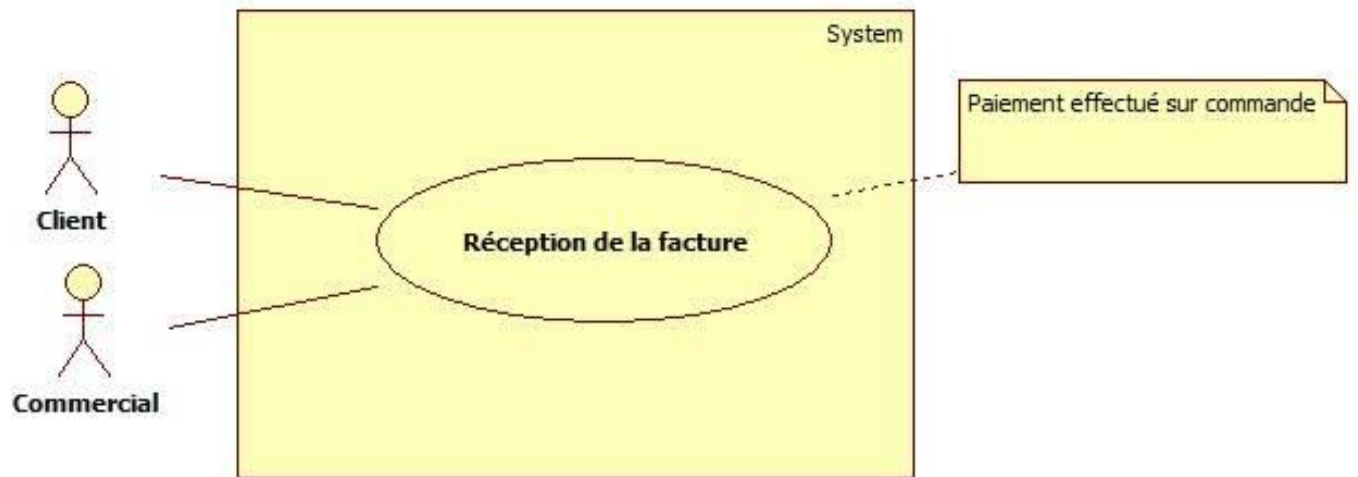 System
Paiement effectué sur commande
Client
Réception de la facture
Commercial